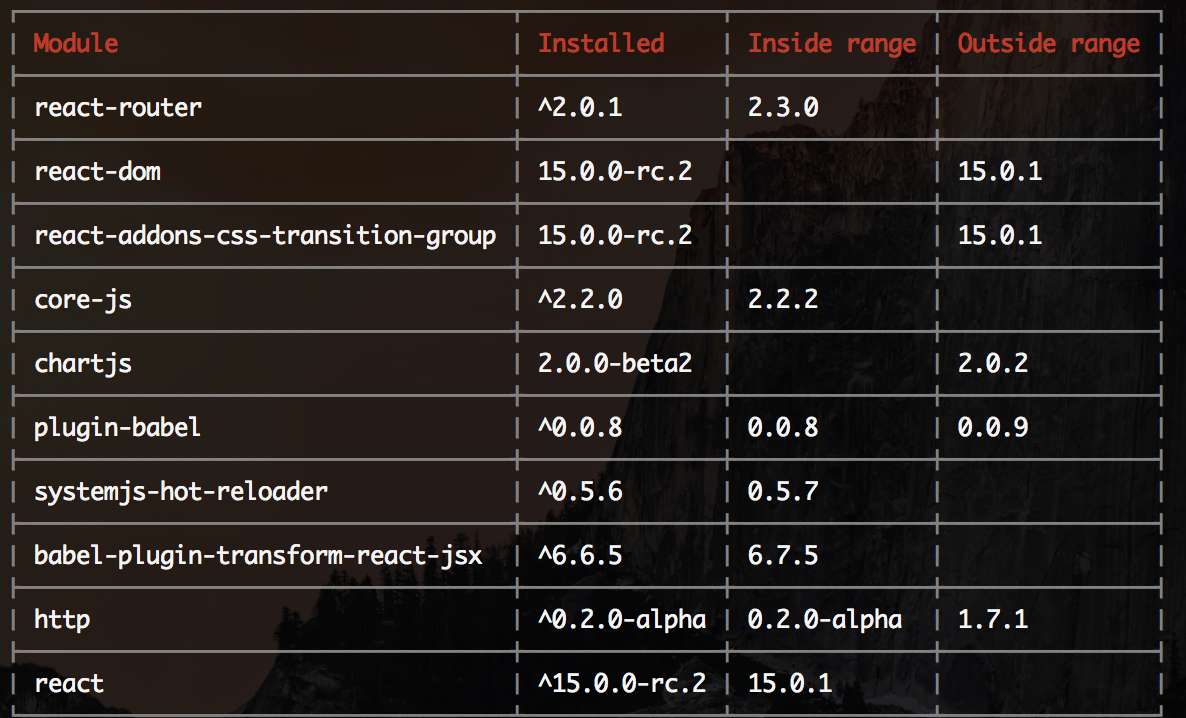 Module Installed Inside range Outside range
react-router ^2.0.1 2.3.0
react-dom 15.0.0-rc.2 15.0.1
react-addons-css-transition-group 15.0.0-rc.2 15.0.1
core-js ^2.2.0 2.2.2
chartjs 2.0.0-beta2 2.0.2
plugin-babel ^0.0.8 0.0.8 0.0.9
systemjs-hot-reloader ^0.5.6 0.5.7
babel-plugin-transform-react-jsx ^6.6.5 6.7.5
http ^0.2.0-alpha 0.2.0-alpha 1.7.1
react ^15.0.0-rc.2 15.0.1